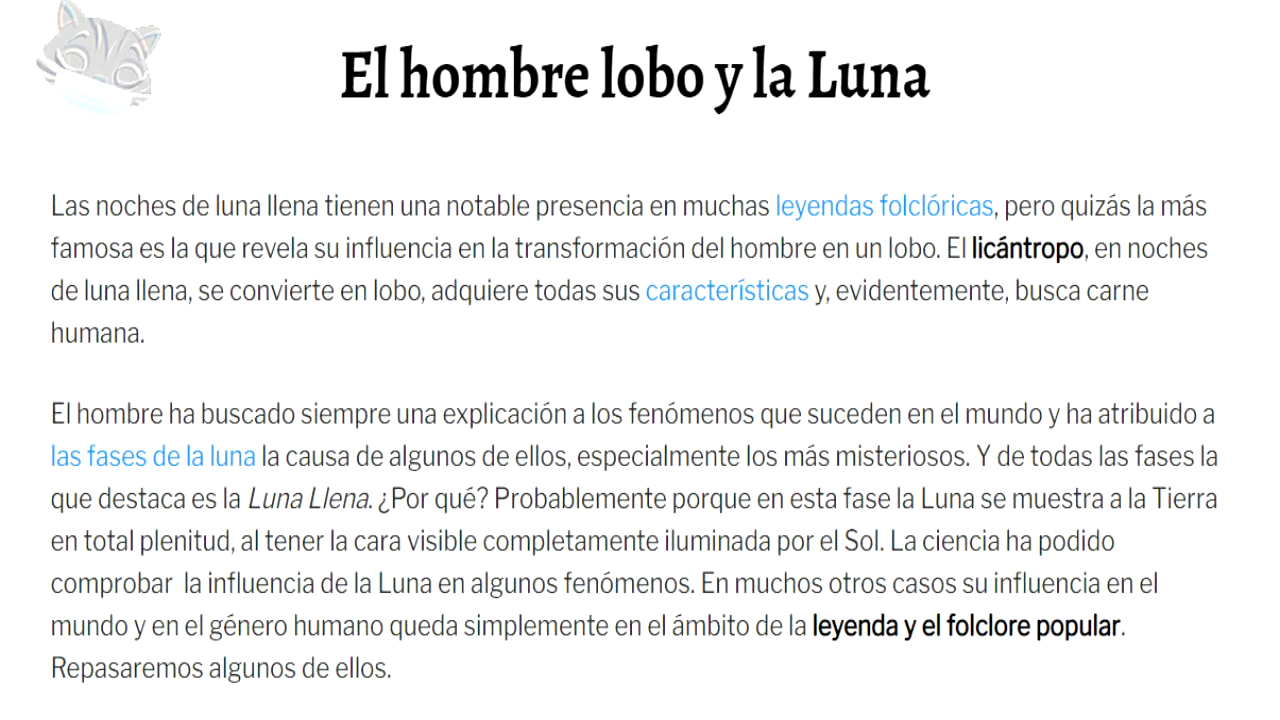 El hombre lobo y la Luna
Las noches de luna llena tienen una notable presencia en muchas leyendas folclóricas, pero quizás la más
famosa es la que revela su influencia en la transformación del hombre en un lobo. El licántropo, en noches
de luna llena, se convierte en lobo, adquiere todas sus características y, evidentemente, busca carne
humana.
El hombre ha buscado siempre una explicación a los fenómenos que suceden en el mundo y ha atribuido a
las fases de la luna la causa de algunos de ellos, especialmente los más misteriosos. Y de todas las fases la
que destaca es la Luna Llena. ¿Por qué? Probablemente porque en esta fase la Luna se muestra a la Tierra
en total plenitud, al tener la cara visible completamente iluminada por el Sol. La ciencia ha podido
comprobar  la influencia de la Luna en algunos fenómenos. En muchos otros casos su influencia en el
mundo y en el género humano queda simplemente en el ámbito de la leyenda y el folclore popular.
Repasaremos algunos de ellos.